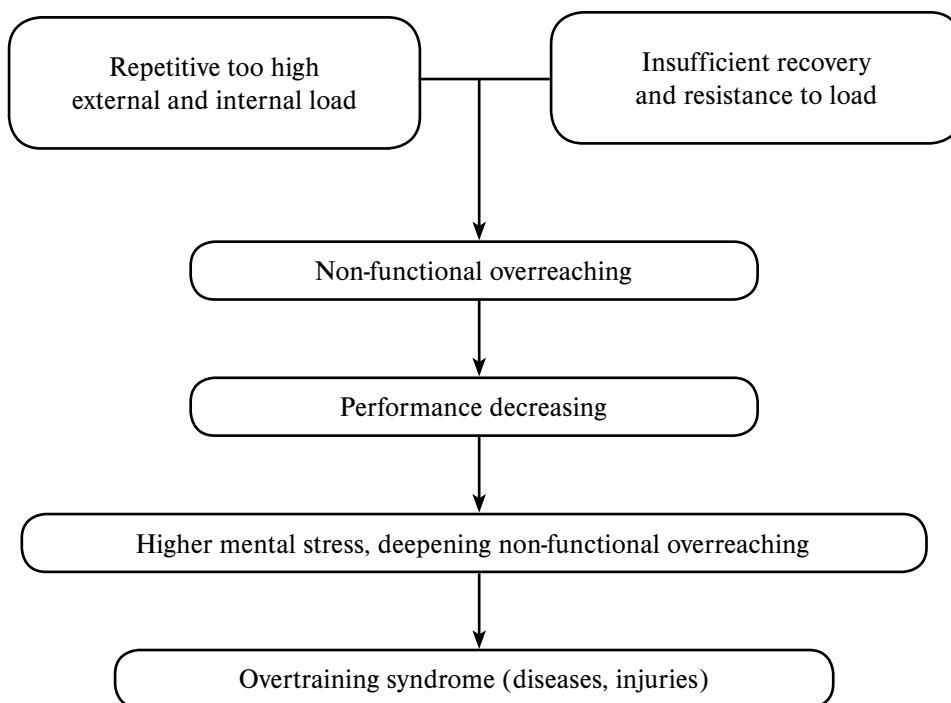 Repetitive too high
external and internal load
Insufficient recovery
and resistance to load
Non-functional overreaching
Performance decreasing
Higher mental stress, deepening non-functional overreaching
Overtraining syndrome (diseases, injuries)